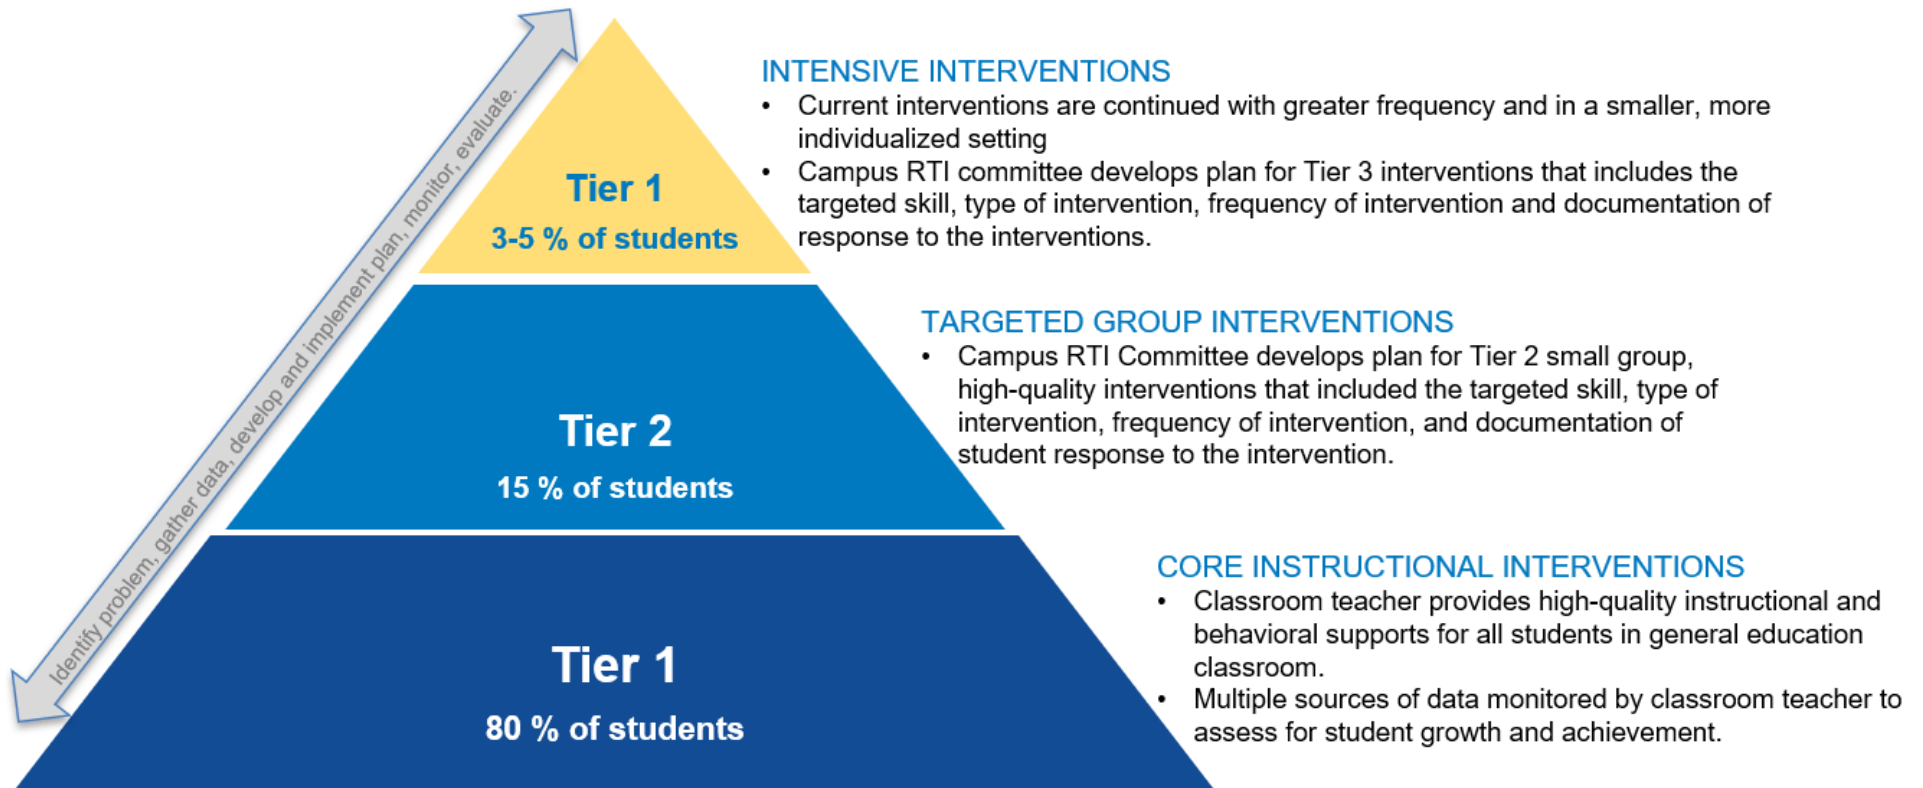 Identify problem, gather data, develop and implement plan, monitor, evaluate.
Tier 1
3-5 % of students
INTENSIVE INTERVENTIONS
• Current interventions are continued with greater frequency and in a smaller, more
individualized setting
• Campus RTI committee develops plan for Tier 3 interventions that includes the
targeted skill, type of intervention, frequency of intervention and documentation of
response to the interventions.
Tier 2
15 % of students
TARGETED GROUP INTERVENTIONS
• Campus RTI Committee develops plan for Tier 2 small group,
high-quality interventions that included the targeted skill, type of
intervention, frequency of intervention, and documentation of
student response to the intervention.
Tier 1
80 % of students
CORE INSTRUCTIONAL INTERVENTIONS
• Classroom teacher provides high-quality instructional and
behavioral supports for all students in general education
classroom.
• Multiple sources of data monitored by classroom teacher to
assess for student growth and achievement.